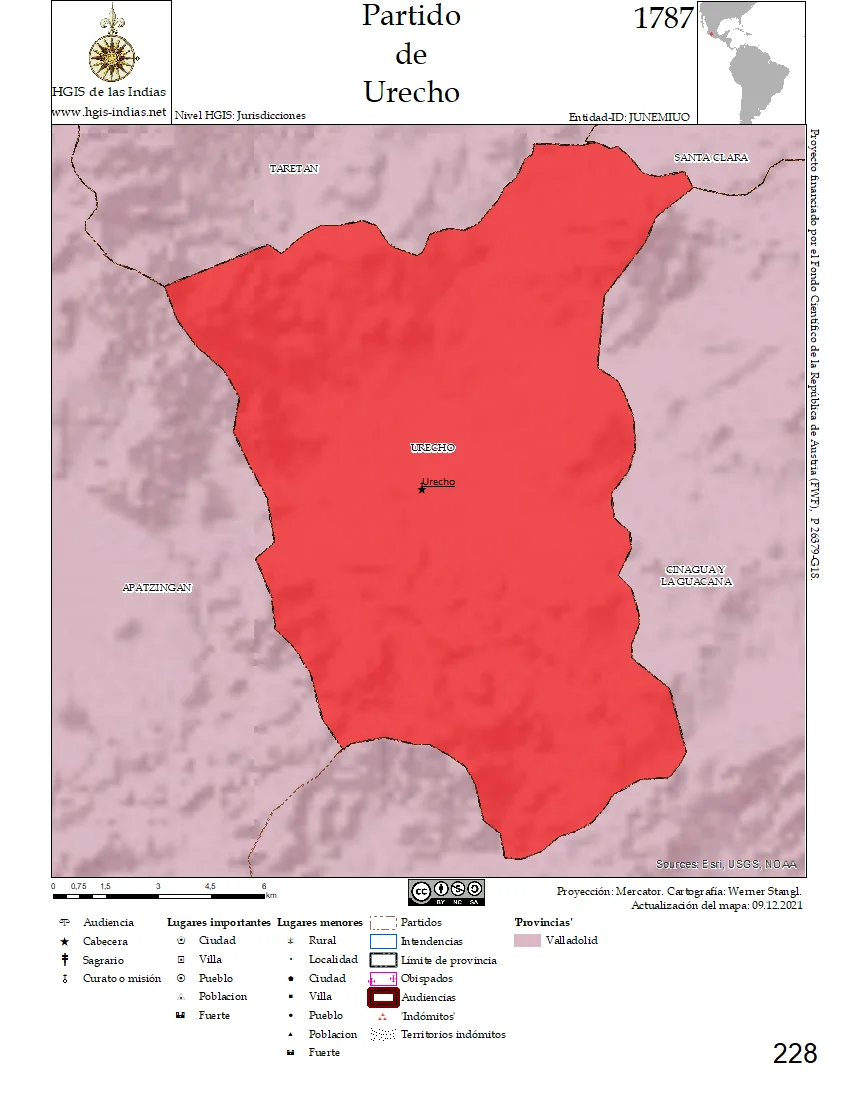 Partido
de
Urecho
1787
HGIS de las Indias
www.hgis-indias.net
Nivel HGIS: Jurisdicciones
Entidad-ID: JUNEMIUO
Proyecto financiado por el Fondo Científico de la República de Austria (FWF), P 26379-G18.
TARETAN
SANTA CLARA
URECHO
Urecho
APATZINGAN
CINAGUA Y
LA GUACANA
Sources: Esri, USGS, NOAA
0 0,75 1,5 3 4,5 6
km
CC BY NC SA
Proyección: Mercator. Cartografía: Werner Stangl.
Actualización del mapa: 09.12.2021
Audiencia
Cabecera
Sagrario
Curato o misión
Lugares importantes
Ciudad
Villa
Pueblo
Poblacion
Fuerte
Lugares menores
Rural
Localidad
Ciudad
Villa
Pueblo
Poblacion
Fuerte
Partidos
Intendencias
Límite de provincia
Obispados
Audiencias
'Indómitos'
Territorios indómitos
'Provincias'
Valladolid
228